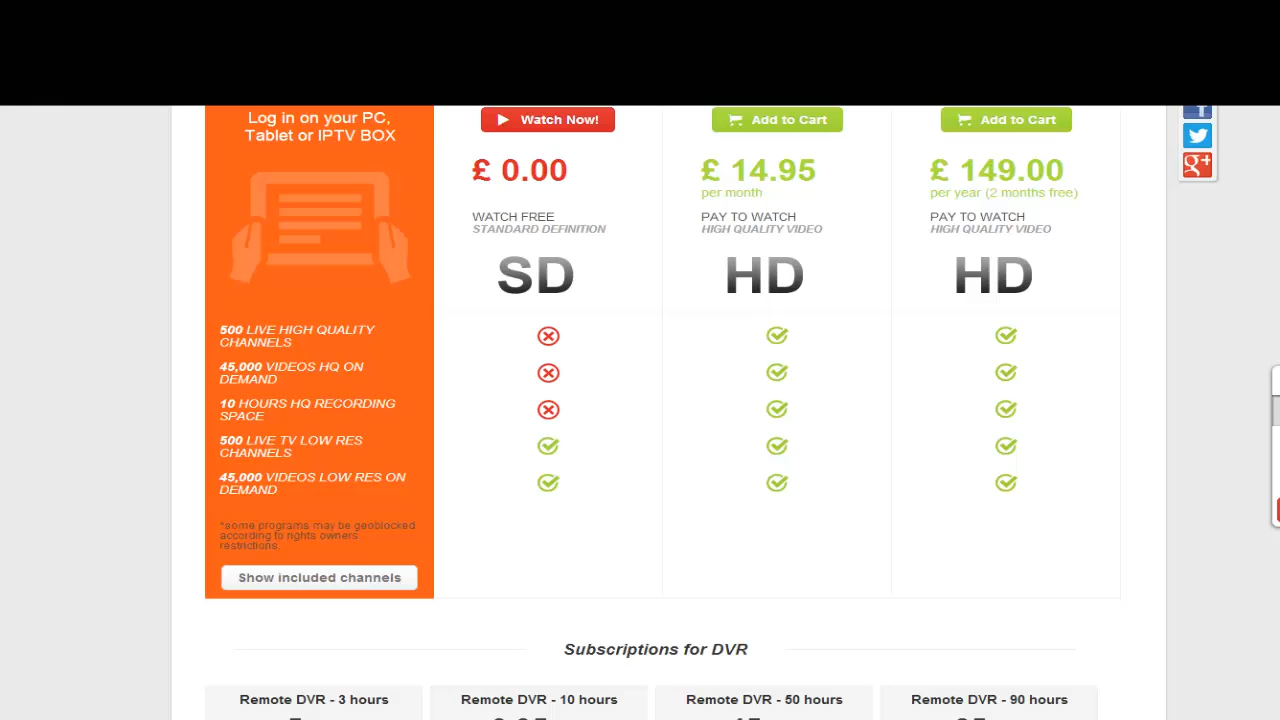 Log in on your PC,
Tablet or IPTV BOX
Watch Now!
Add to Cart
Add to Cart
£ 0.00
£ 14.95
per month
£ 149.00
per year (2 months free)
WATCH FREE
STANDARD DEFINITION
PAY TO WATCH
HIGH QUALITY VIDEO
PAY TO WATCH
HIGH QUALITY VIDEO
SD
HD
HD
500 LIVE HIGH QUALITY
CHANNELS
45,000 VIDEOS HQ ON
DEMAND
10 HOURS HQ RECORDING
SPACE
500 LIVE TV LOW RES
CHANNELS
45,000 VIDEOS LOW RES ON
DEMAND
*some programs may be geoblocked
according to rights owners
restrictions.
Show included channels
Subscriptions for DVR
Remote DVR - 3 hours
Remote DVR - 10 hours
Remote DVR - 50 hours
Remote DVR - 90 hours